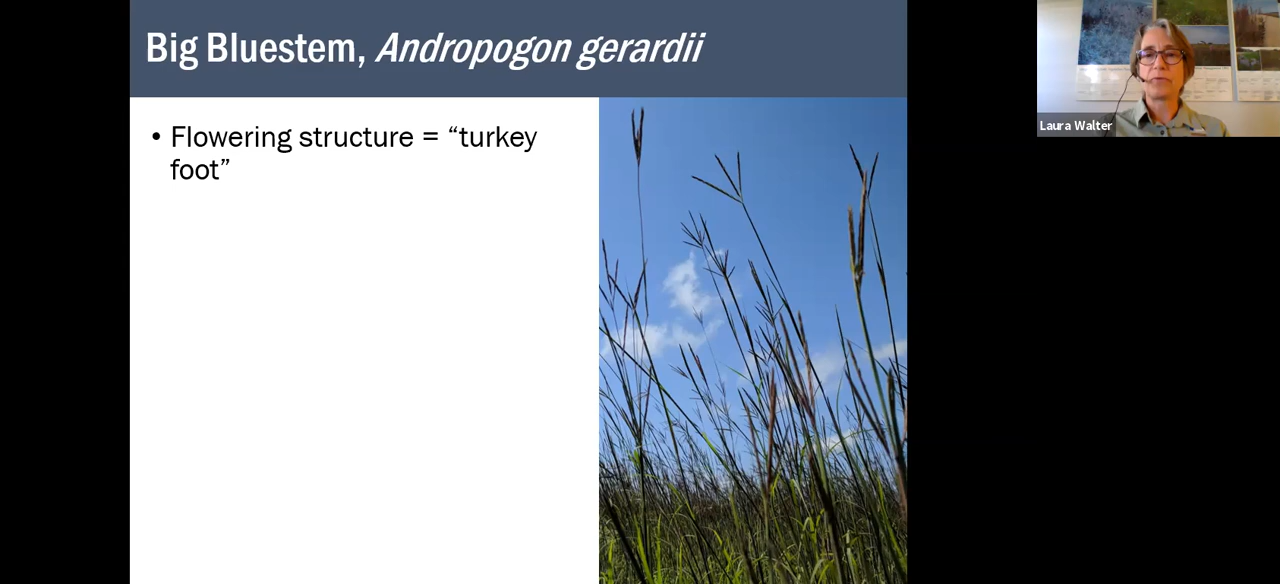 Big Bluestem, Andropogon gerardii
• Flowering structure = “turkey
foot”
Laura Walter